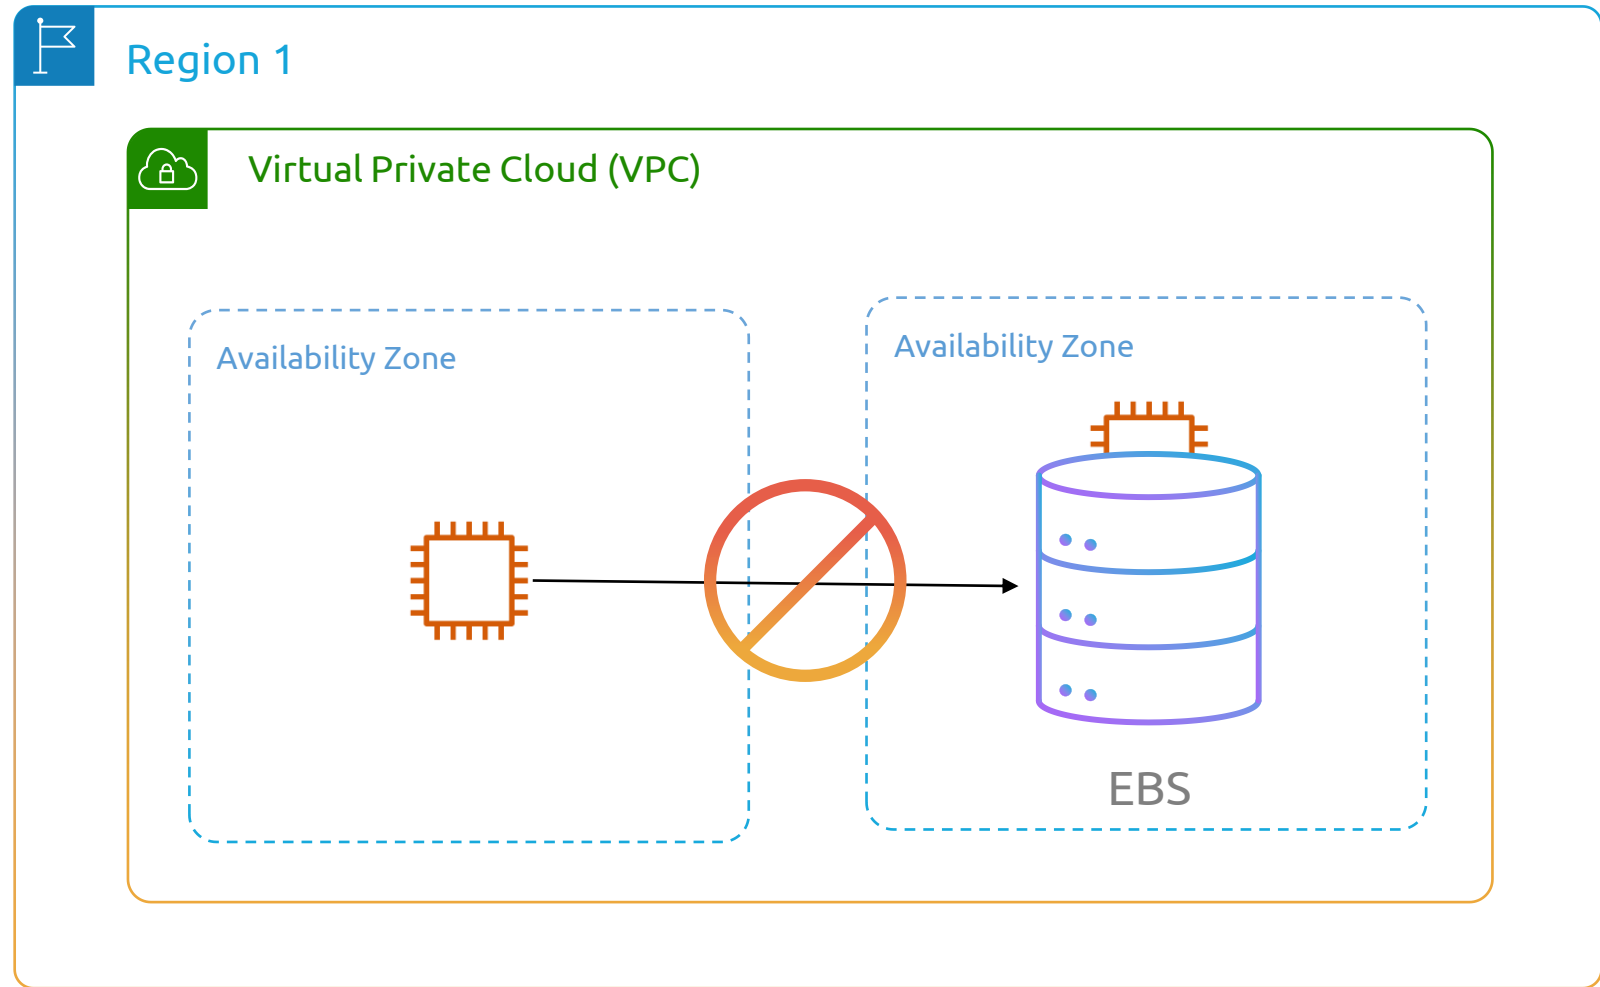 Region 1
Virtual Private Cloud (VPC)
Availability Zone
Availability Zone
EBS